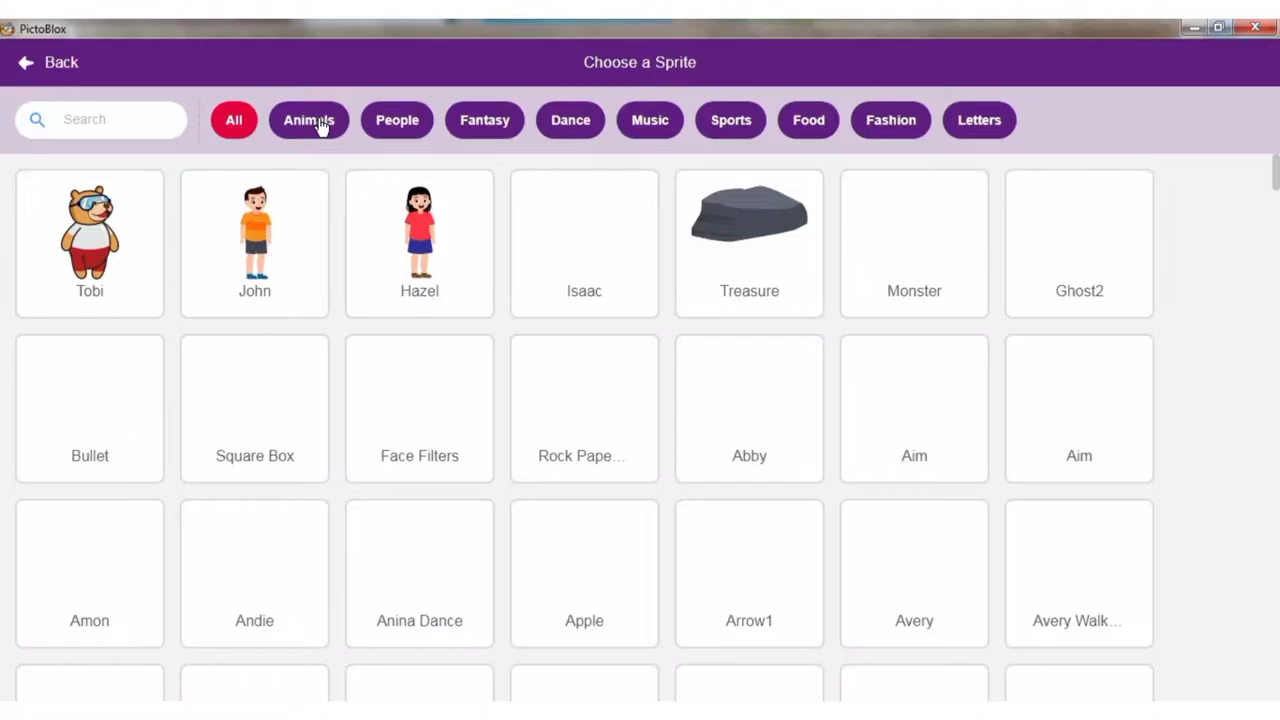 PictoBlox
Back
Choose a Sprite
Search
All
Animals
People
Fantasy
Dance
Music
Sports
Food
Fashion
Letters
Tobi
John
Hazel
Isaac
Treasure
Monster
Ghost2
Bullet
Square Box
Face Filters
Rock Pape...
Abby
Aim
Aim
Amon
Andie
Anina Dance
Apple
Arrow1
Avery
Avery Walk...